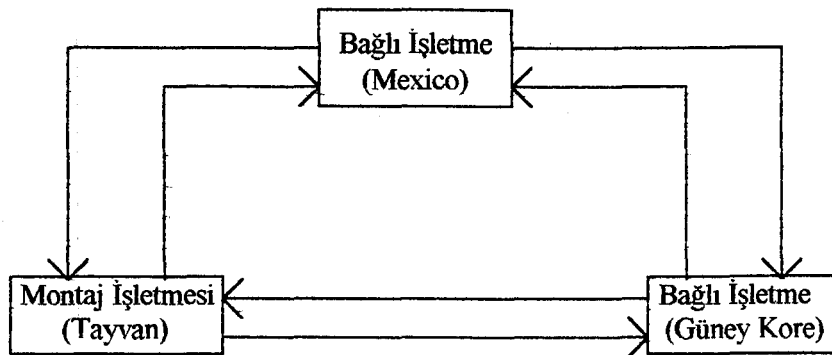 Bağlı İşletme
(Mexico)
Montaj İşletmesi
(Tayvan)
Bağlı İşletme
(Güney Kore)